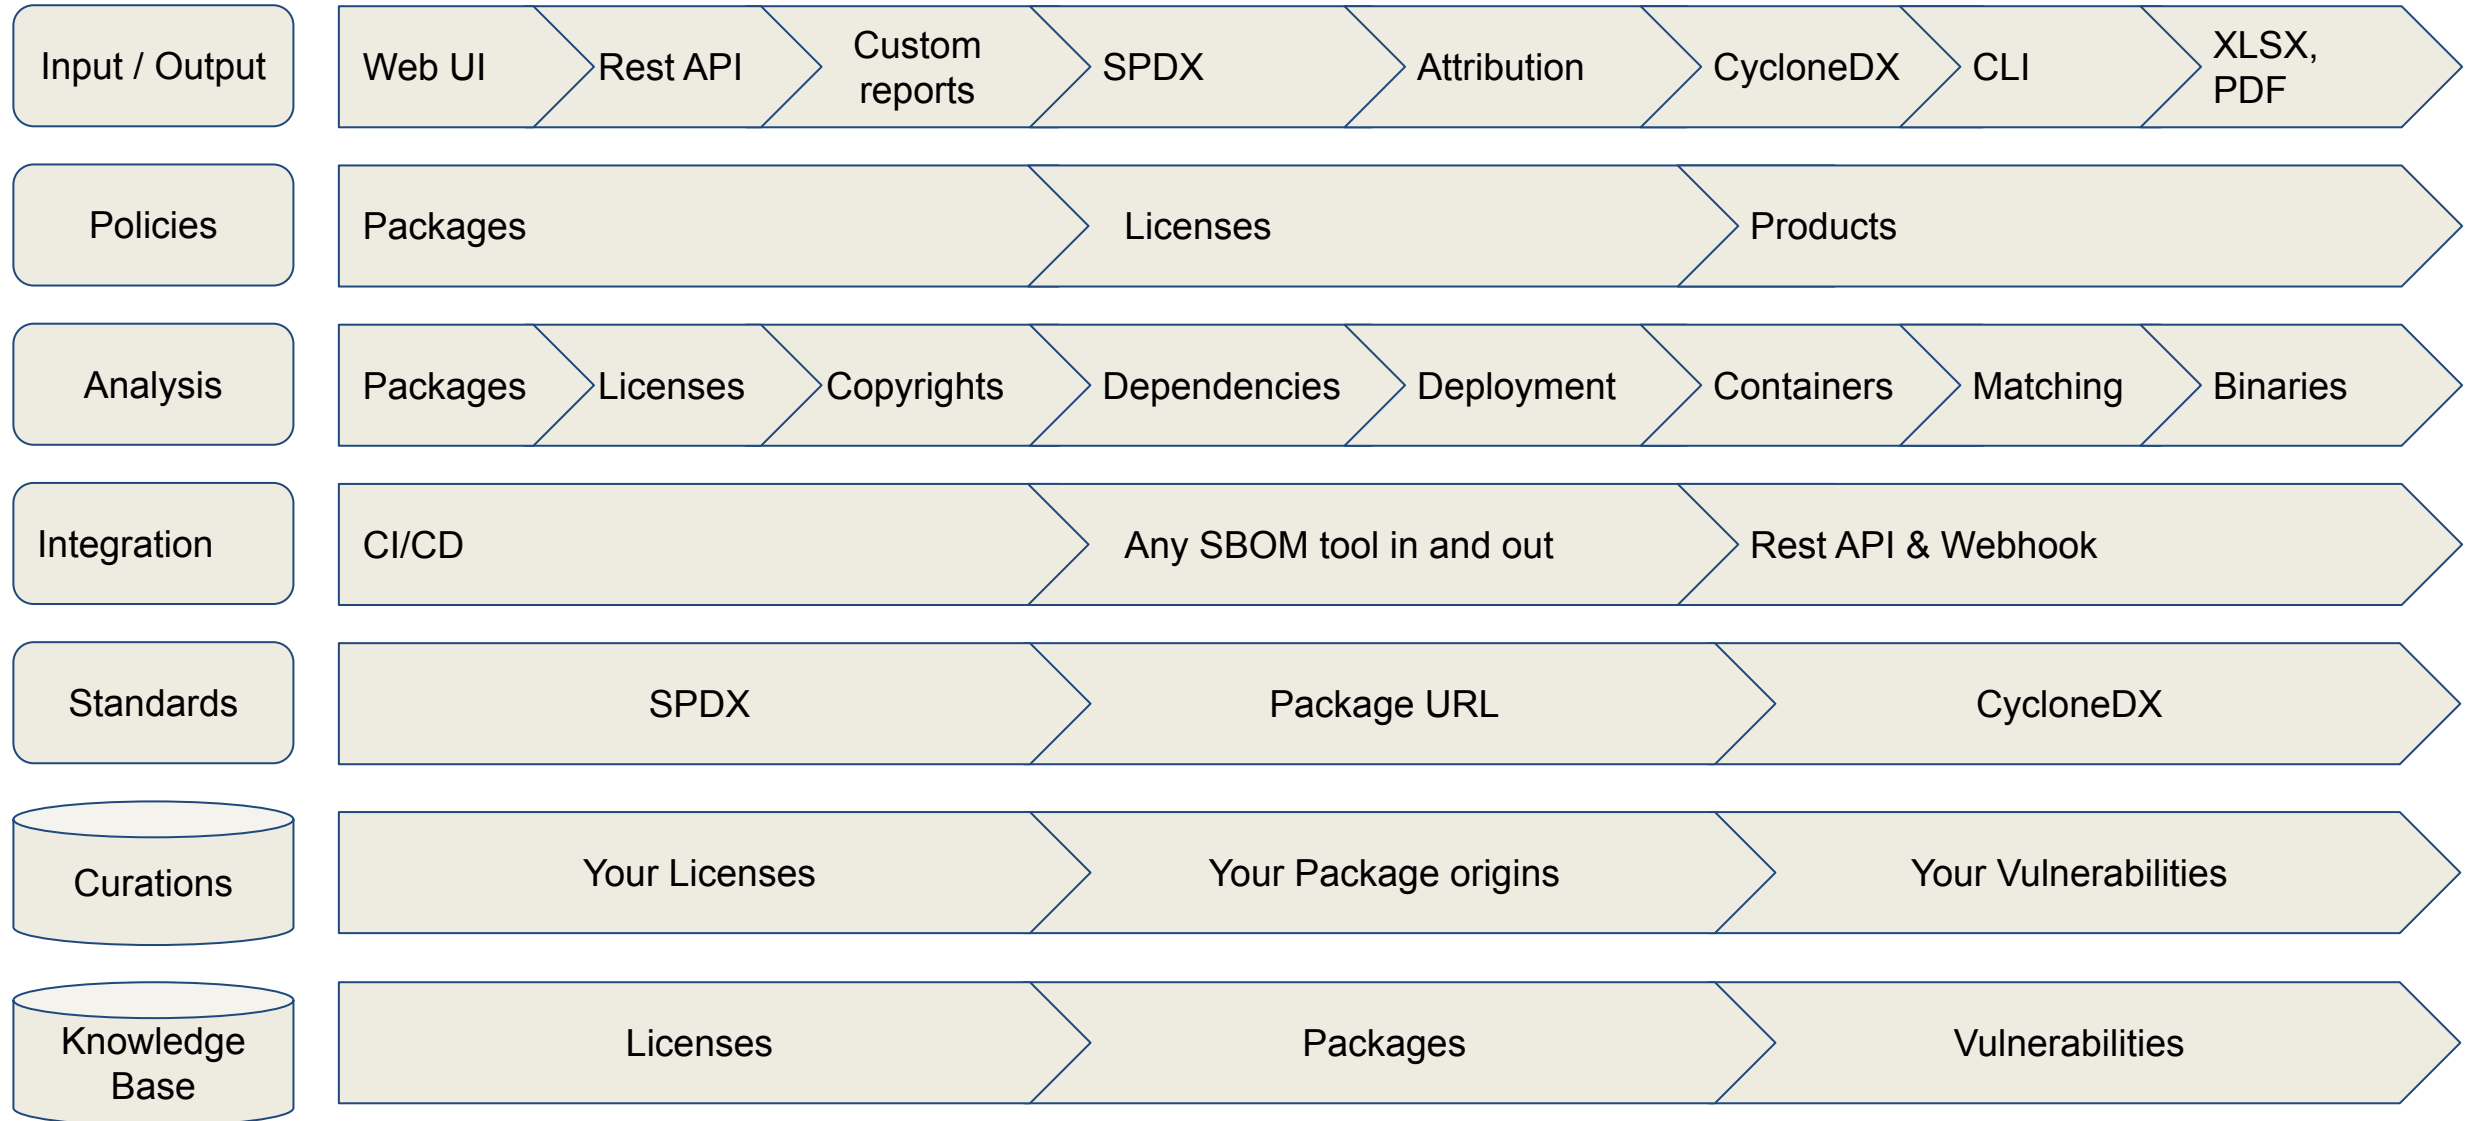 Input / Output
Web UI
Rest API
Custom
reports
SPDX
Attribution
CycloneDX
CLI
XLSX,
PDF
Policies
Packages
Licenses
Products
Analysis
Packages
Licenses
Copyrights
Dependencies
Deployment
Containers
Matching
Binaries
Integration
CI/CD
Any SBOM tool in and out
Rest API & Webhook
Standards
SPDX
Package URL
CycloneDX
Curations
Your Licenses
Your Package origins
Your Vulnerabilities
Knowledge
Base
Licenses
Packages
Vulnerabilities